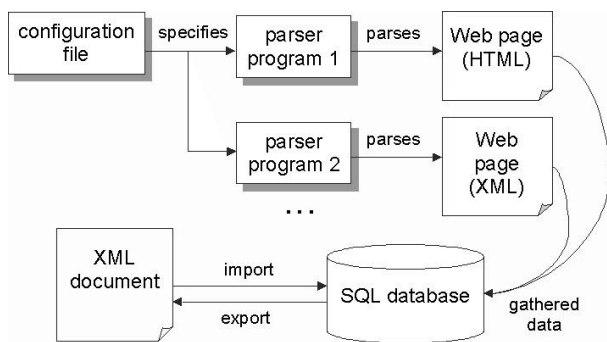 configuration
file
specifies
parser
program 1
parses
Web page
(HTML)
parser
program 2
parses
Web
page
(XML)
...
XML
document
import
export
SQL database
gathered
data